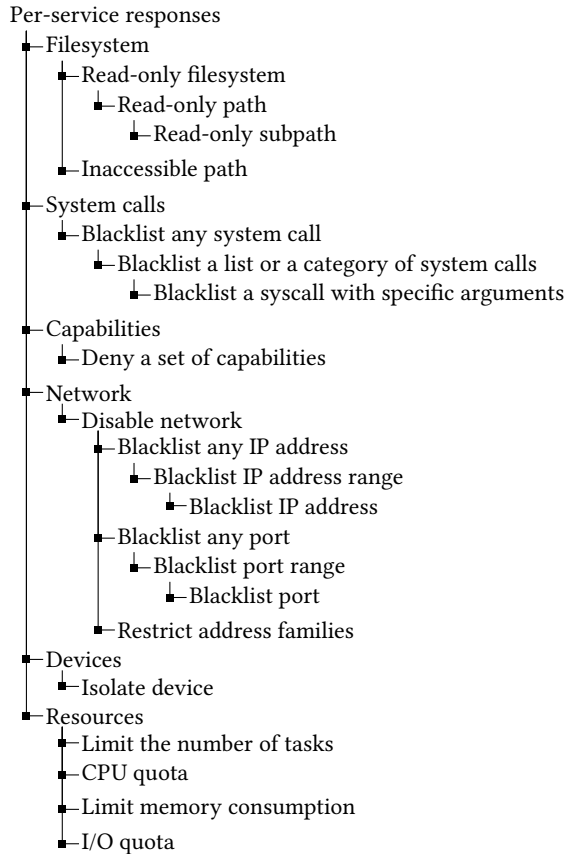 Per-service responses
Filesystem
Read-only filesystem
Read-only path
Read-only subpath
Inaccessible path
System calls
Blacklist any system call
Blacklist a list or a category of system calls
Blacklist a syscall with specific arguments
Capabilities
Deny a set of capabilities
Network
Disable network
Blacklist any IP address
Blacklist IP address range
Blacklist IP address
Blacklist any port
Blacklist port range
Blacklist port
Restrict address families
Devices
Isolate device
Resources
Limit the number of tasks
CPU quota
Limit memory consumption
I/O quota